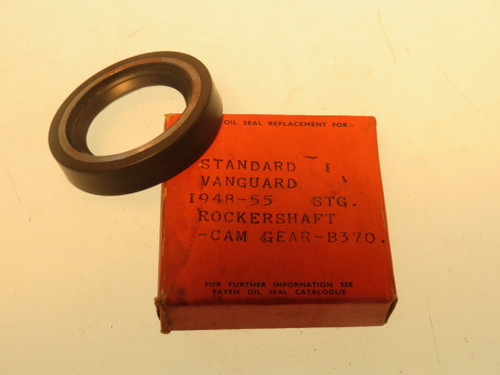 OIL SEAL REPLACEMENT FOR:-
STANDARD I
VANGUARD
1948-55 STG.
ROCKERSHAFT
-CAM GEAR-B370.
FOR FURTHER INFORMATION SEE
PAYEN OIL SEAL CATALOGUE